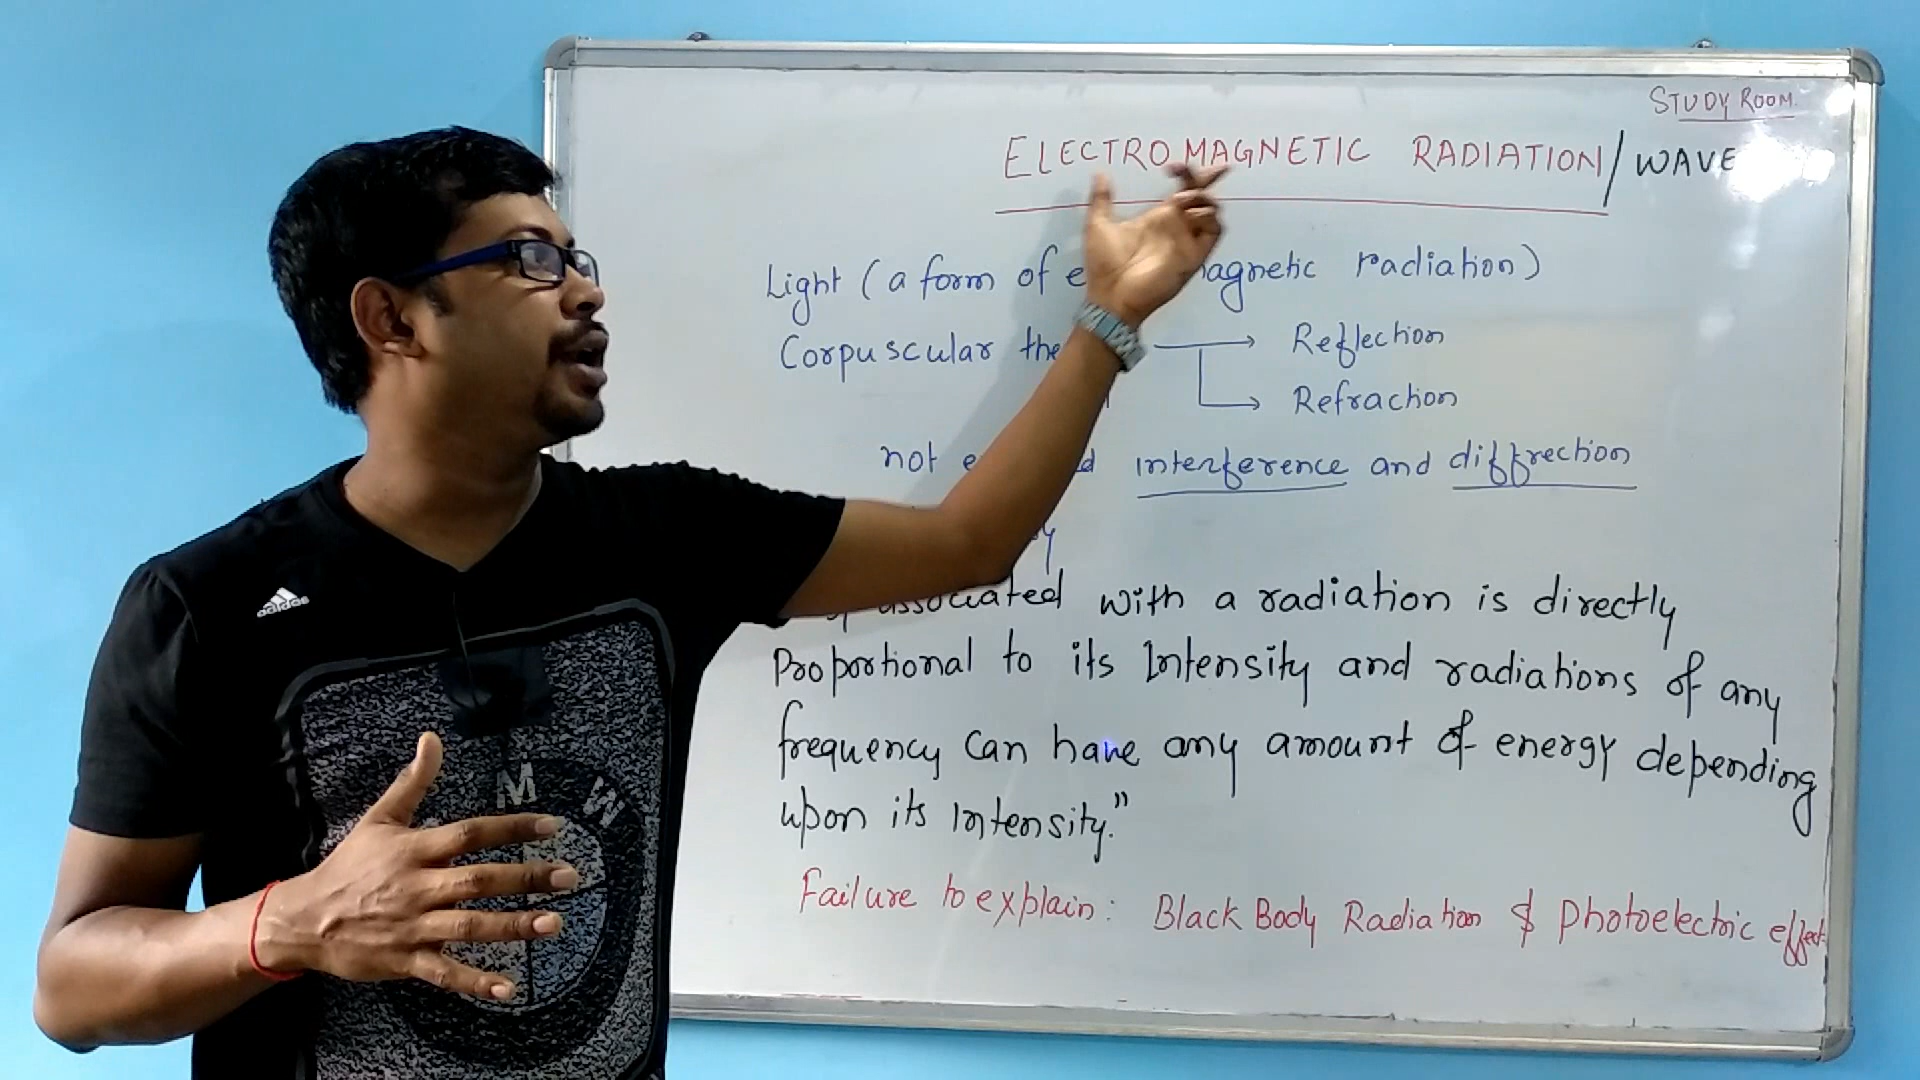 STUDY ROOM.
ELECTROMAGNETIC RADIATION/WAVE
Light (a form of e   agnetic radiation)
Corpuscular the   → Reflection
→ Refraction
not e   d interference and diffrection
y
associated with a radiation is directly
Proportional to its Intensity and radiations of any
frequency can have any amount of energy depending
upon its Intensity."
Failure to explain: Black Body Radiation & Photoelectric effect.
adidas
M W